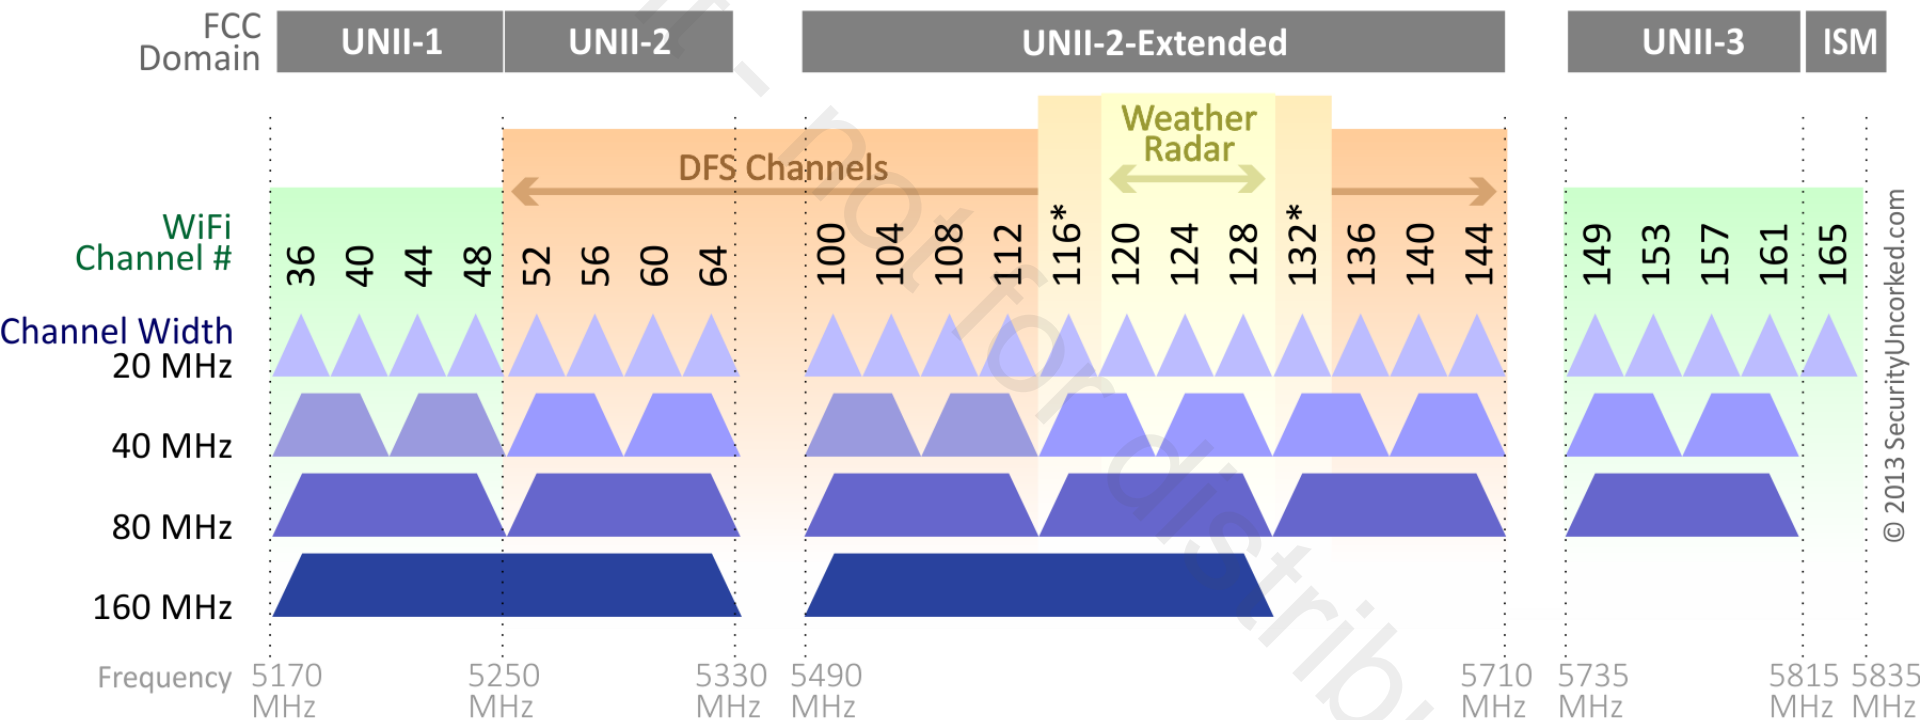 FCC
Domain
UNII-1
UNII-2
UNII-2-Extended
UNII-3
ISM
Weather
Radar
DFS Channels
WiFi
Channel #
36
40
44
48
52
56
60
64
100
104
108
112
116*
120
124
128
132*
136
140
144
149
153
157
161
165
Channel Width
20 MHz
40 MHz
80 MHz
160 MHz
Frequency
5170
MHz
5250
MHz
5330
MHz
5490
MHz
5710
MHz
5735
MHz
5815
MHz
5835
MHz
© 2013 SecurityUncorked.com
- not for distribu